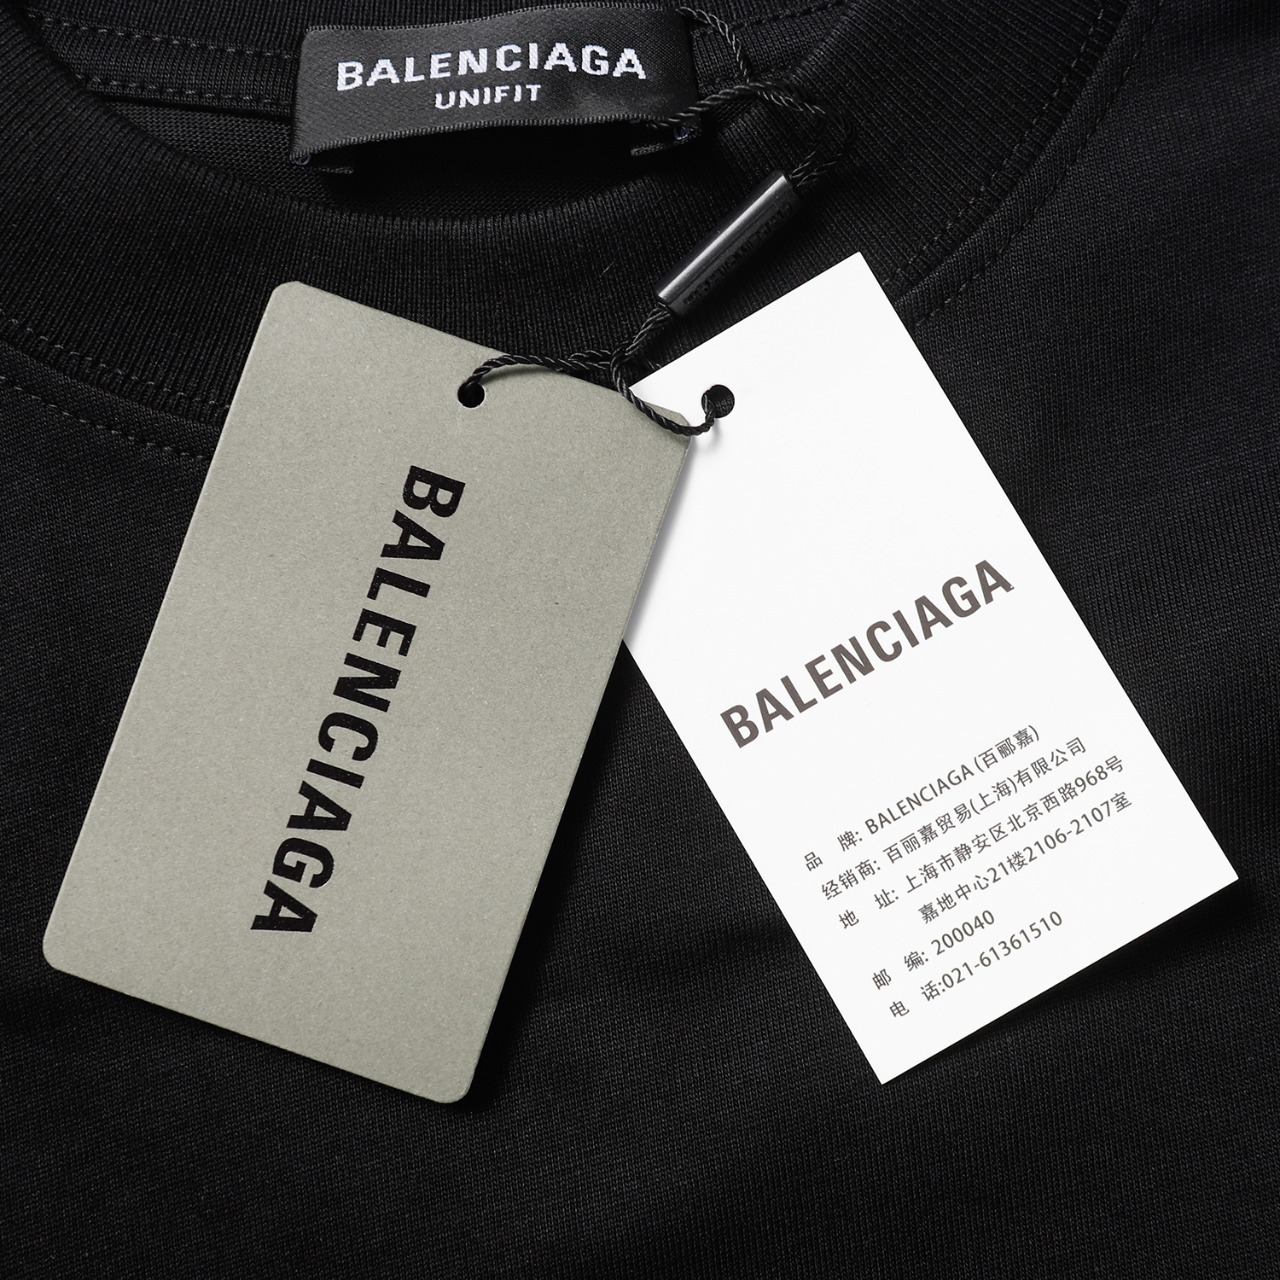 BALENCIAGA
UNIFIT
BALENCIAGA
BALENCIAGA
品 牌: BALENCIAGA (百郦嘉)
经销商: 百丽嘉贸易(上海)有限公司
地 址: 上海市静安区北京西路968号
嘉地中心21楼2106-2107室
邮 编: 200040
电 话:021-61361510